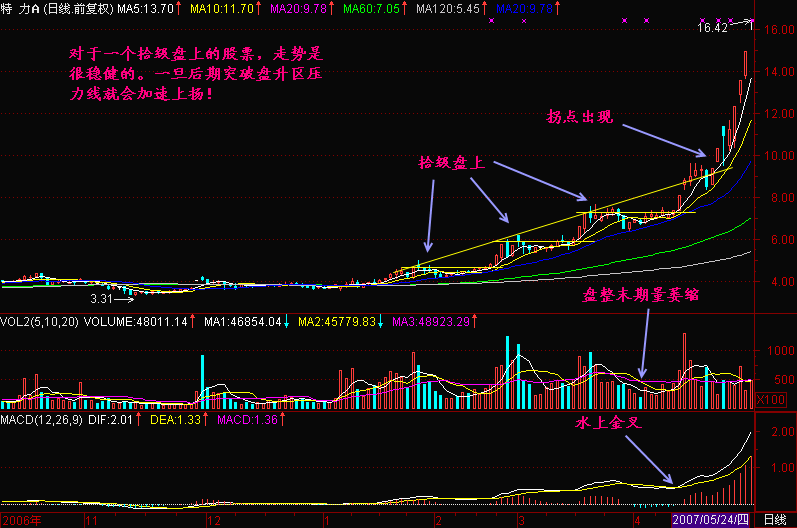 特 力A (日线.前复权) MA5:13.70↑ MA10:11.70↑ MA20:9.78↑ MA60:7.05↑ MA120:5.45↑ MA20:9.78↑
16.42
16.00
对于一个拾级盘上的股票，走势是
很稳健的。一旦后期突破盘升区压
力线就会加速上扬！
14.00
拐点出现
12.00
拾级盘上
10.00
8.00
6.00
4.00
3.31
盘整末期量萎缩
VOL2(5,10,20) VOLUME:48011.14↑ MA1:46854.04↓ MA2:45779.83↓ MA3:48923.29↑
1000
500
X100
MACD(12,26,9) DIF:2.01↑ DEA:1.33↑ MACD:1.36↑
水上金叉
2.00
1.00
2006年 11 12 1 2 3 4 2007/05/24/四 日线